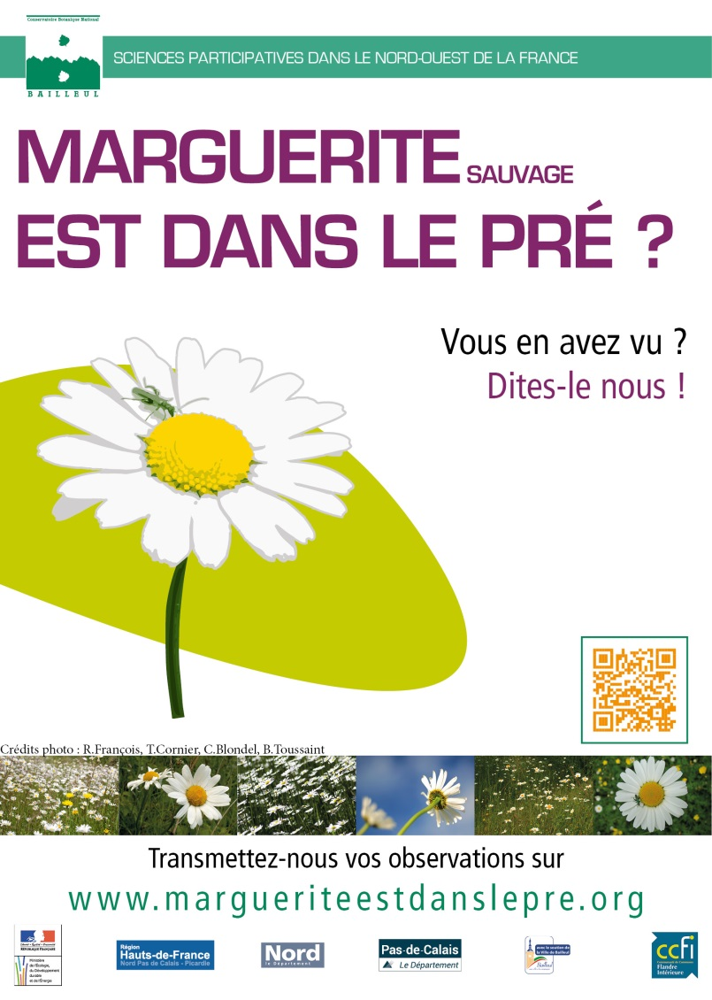 Conservatoire Botanique National
BAILLEUL
SCIENCES PARTICIPATIVES DANS LE NORD-OUEST DE LA FRANCE
MARGUERITE SAUVAGE
EST DANS LE PRÉ ?
Vous en avez vu ?
Dites-le nous !
Crédits photo : R.François, T.Cornier, C.Blondel, B.Toussaint
Transmettez-nous vos observations sur
www.margueriteestdanslepre.org
RÉPUBLIQUE FRANÇAISE
Ministère
de l'Écologie,
du Développement
durable
et de l'Énergie
Région
Hauts-de-France
Nord Pas de Calais - Picardie
Nord
le Département
Pas-de-Calais
Le Département
avec le soutien de
la Ville de Bailleul
Bailleul
ccfi
Communauté de Communes
Flandre
Intérieure